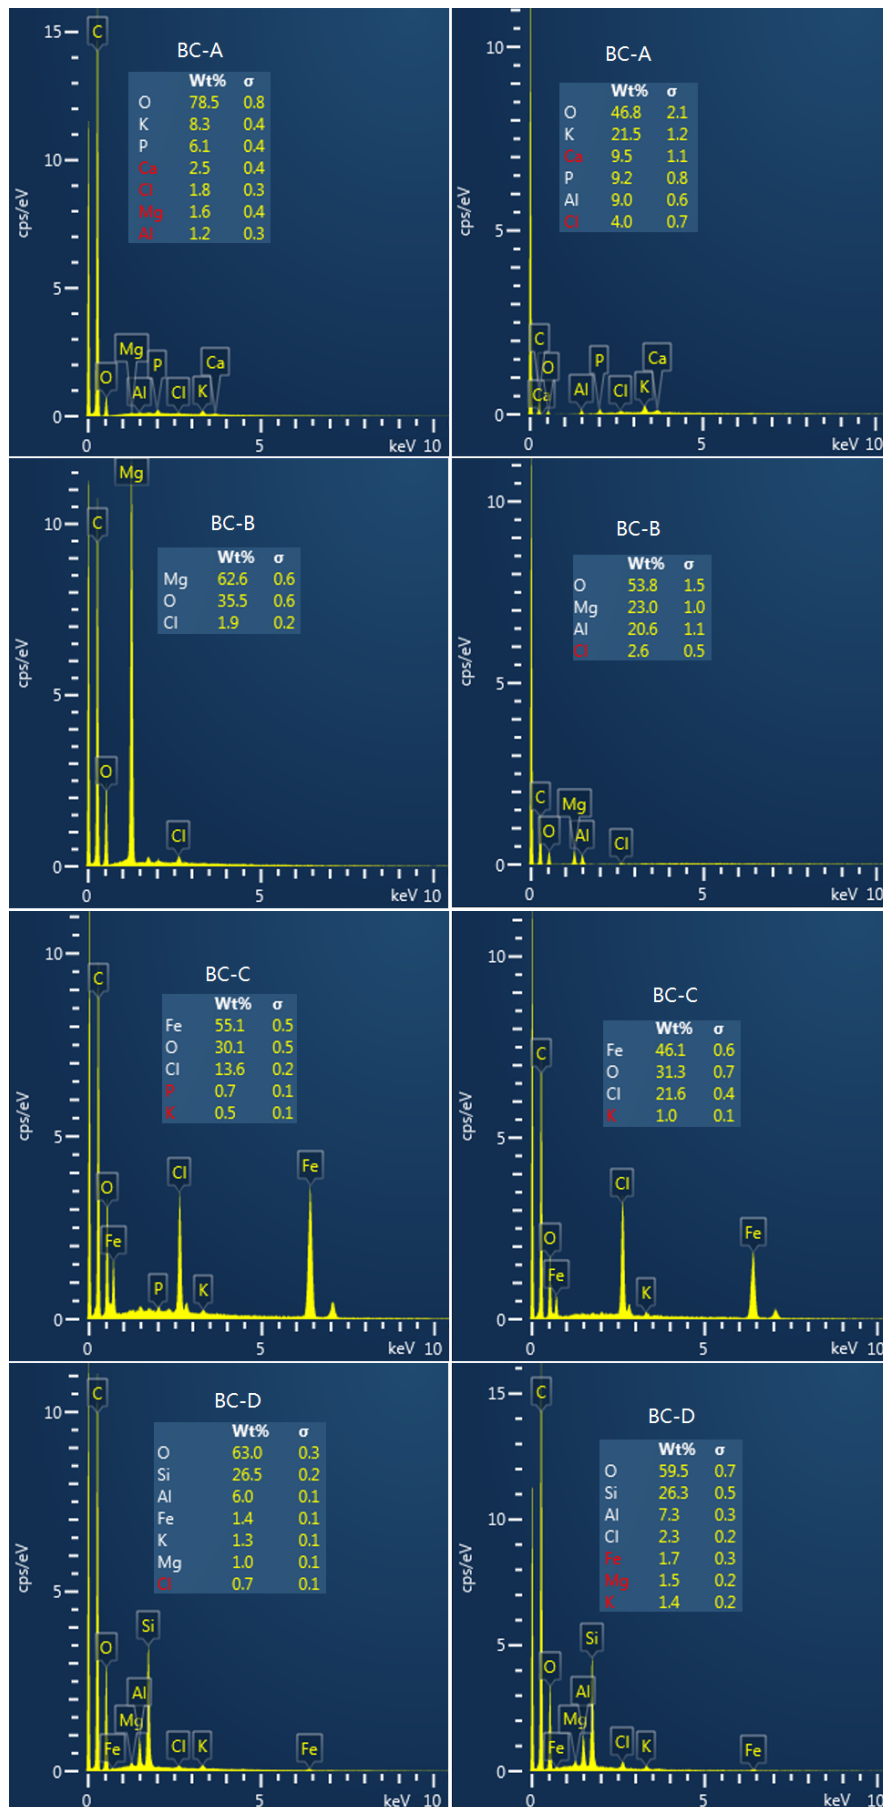 BC-A
Wt% σ
O 78.5 0.8
K 8.3 0.4
P 6.1 0.4
Ca 2.5 0.4
Cl 1.8 0.3
Mg 1.6 0.4
Al 1.2 0.3
15
10
5
0
cps/eV
C
O
Mg
Al
P
Cl
K
Ca
0 5 keV 10
BC-A
Wt% σ
O 46.8 2.1
K 21.5 1.2
Ca 9.5 1.1
P 9.2 0.8
Al 9.0 0.6
Cl 4.0 0.7
10
5
0
cps/eV
C
Ca
O
Al
P
Cl
K
Ca
0 5 keV 10
BC-B
Wt% σ
Mg 62.6 0.6
O 35.5 0.6
Cl 1.9 0.2
10
5
0
cps/eV
C
O
Mg
Cl
0 5 keV 10
BC-B
Wt% σ
O 53.8 1.5
Mg 23.0 1.0
Al 20.6 1.1
Cl 2.6 0.5
10
5
0
cps/eV
C
O
Mg
Al
Cl
0 5 keV 10
BC-C
Wt% σ
Fe 55.1 0.5
O 30.1 0.5
Cl 13.6 0.2
P 0.7 0.1
K 0.5 0.1
10
5
0
cps/eV
C
O
Fe
P
Cl
K
Fe
0 5 keV 10
BC-C
Wt% σ
Fe 46.1 0.6
O 31.3 0.7
Cl 21.6 0.4
K 1.0 0.1
10
5
0
cps/eV
C
O
Fe
Cl
K
Fe
0 5 keV 10
BC-D
Wt% σ
O 63.0 0.3
Si 26.5 0.2
Al 6.0 0.1
Fe 1.4 0.1
K 1.3 0.1
Mg 1.0 0.1
Cl 0.7 0.1
10
5
0
cps/eV
C
O
Fe
Mg
Al
Si
Cl
K
Fe
0 5 keV 10
BC-D
Wt% σ
O 59.5 0.7
Si 26.3 0.5
Al 7.3 0.3
Cl 2.3 0.2
Fe 1.7 0.3
Mg 1.5 0.2
K 1.4 0.2
15
10
5
0
cps/eV
C
O
Fe
Mg
Al
Si
Cl
K
Fe
0 5 keV 10